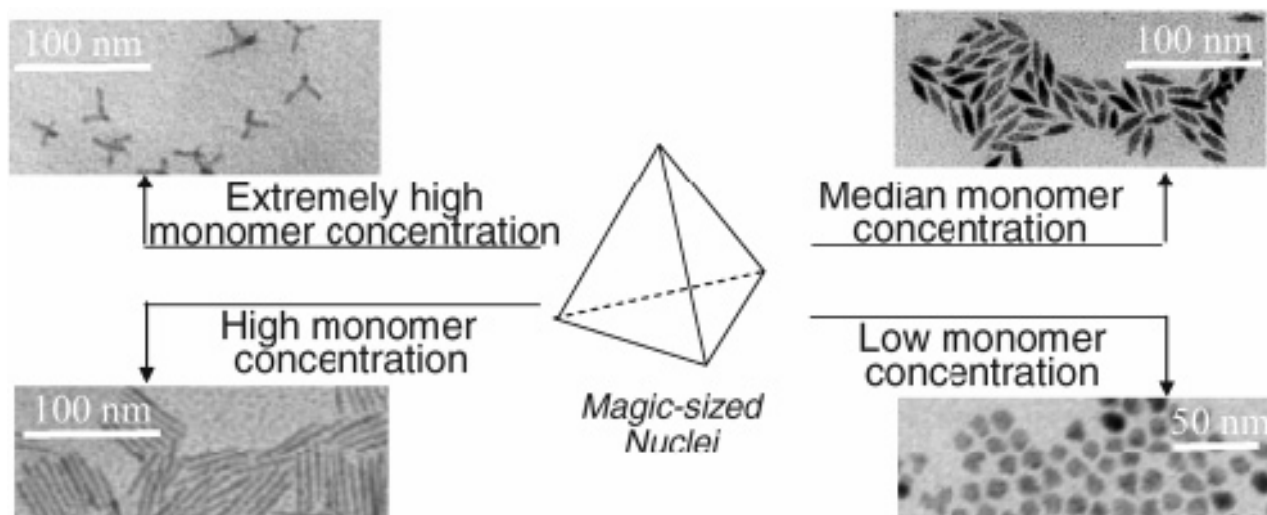 100 nm
100 nm
Extremely high
monomer concentration
Median monomer
concentration
High monomer
concentration
Low monomer
concentration
Magic-sized
Nuclei
100 nm
50 nm